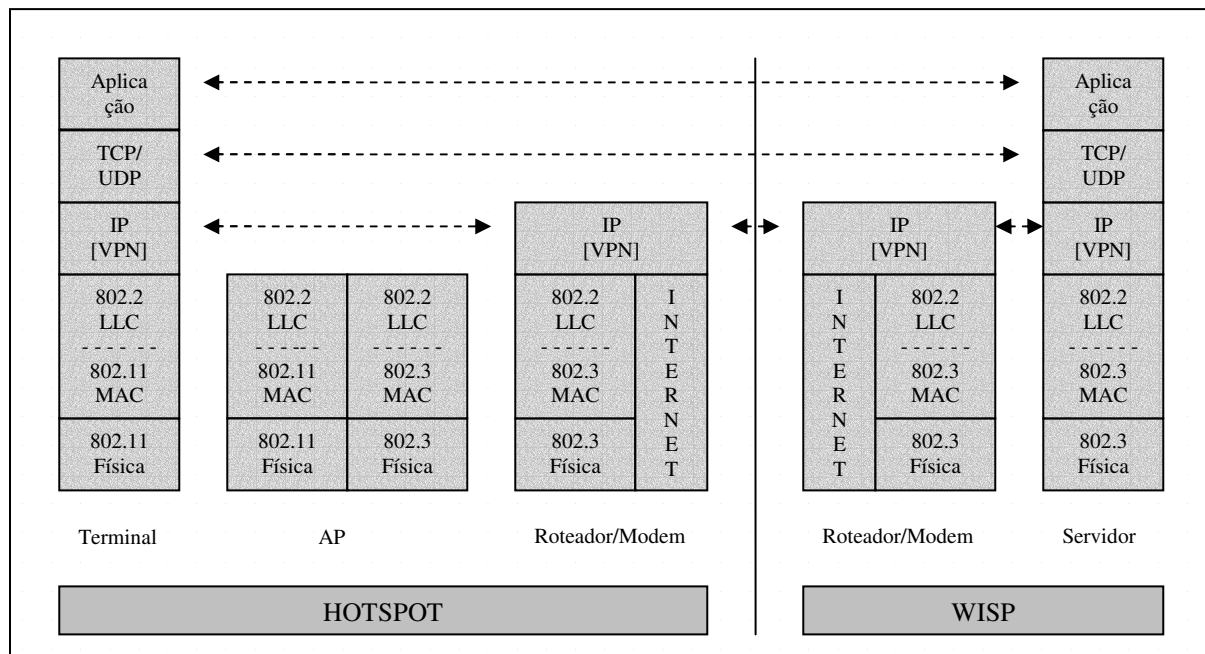 Aplica
ção
TCP/
UDP
IP
[VPN]
802.2
LLC
802.11
MAC
802.11
Física
Terminal
802.2
LLC
802.11
MAC
802.11
Física
802.2
LLC
802.3
MAC
802.3
Física
AP
IP
[VPN]
802.2
LLC
802.3
MAC
802.3
Física
INTERNET
Roteador/Modem
HOTSPOT
IP
[VPN]
INTERNET
802.2
LLC
802.3
MAC
802.3
Física
Roteador/Modem
Aplica
ção
TCP/
UDP
IP
[VPN]
802.2
LLC
802.3
MAC
802.3
Física
Servidor
WISP